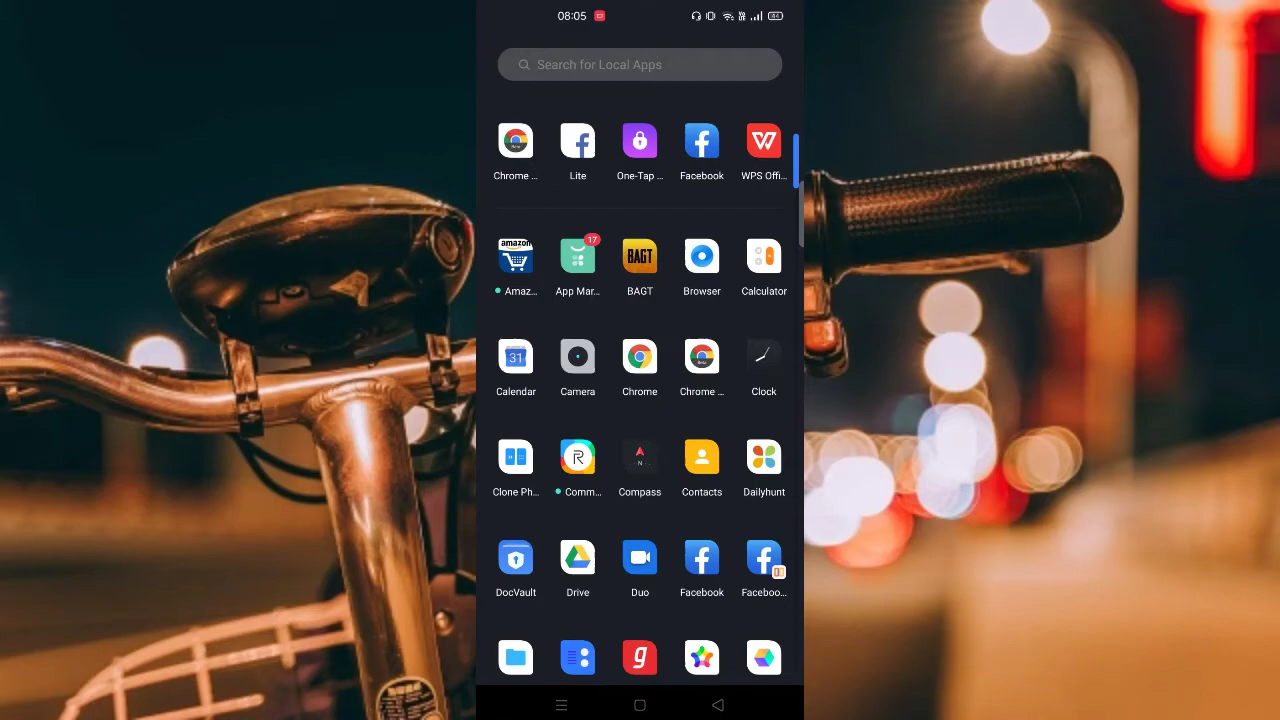 08:05
44
Search for Local Apps
Chrome ...
Lite
One-Tap ...
Facebook
WPS Offi...
amazon
17
BAGT
Amaz...
App Mar...
BAGT
Browser
Calculator
31
Calendar
Camera
Chrome
Chrome ...
Clock
R
N
Clone Ph...
Comm...
Compass
Contacts
Dailyhunt
DocVault
Drive
Duo
Facebook
Faceboo...
g